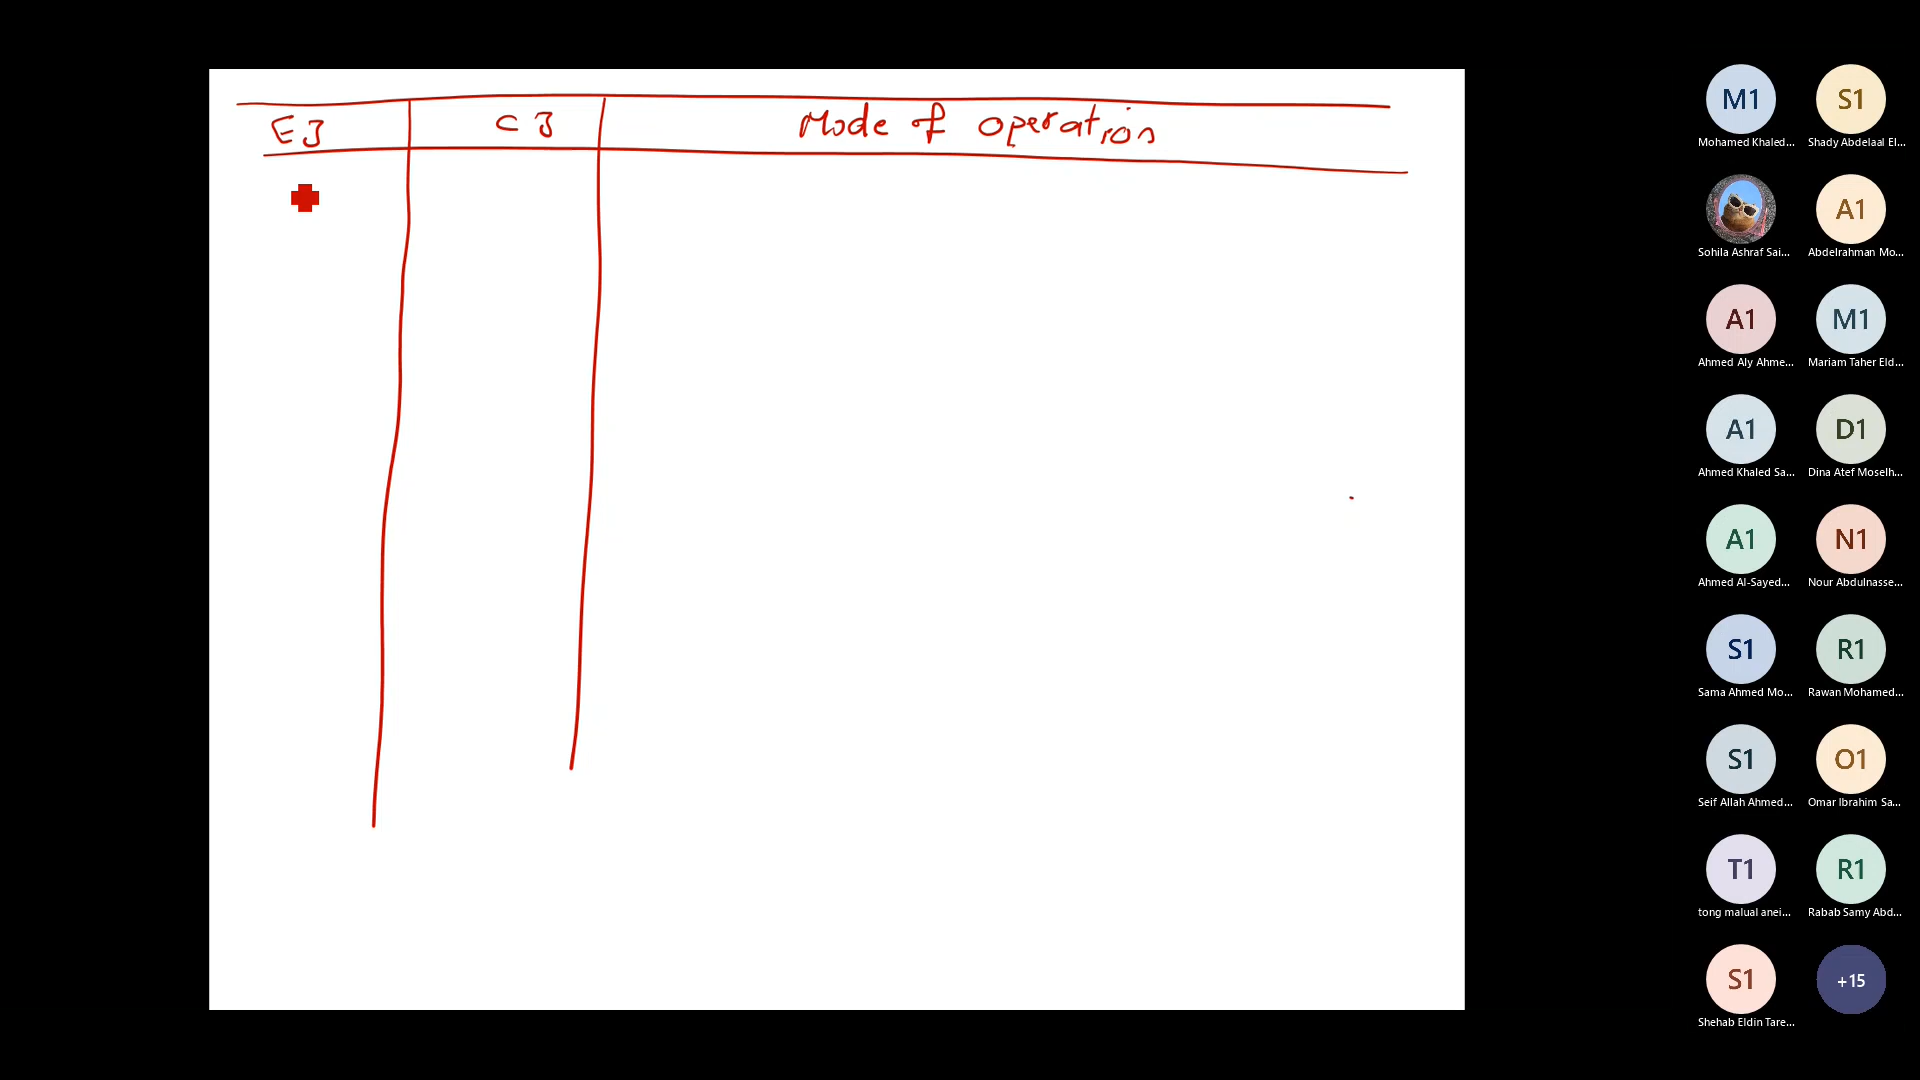 EJ CJ Mode of operation
M1 S1
Mohamed Khaled... Shady Abdelaal El...
A1
Sohila Ashraf Sai... Abdelrahman Mo...
A1 M1
Ahmed Aly Ahme... Mariam Taher Eld...
A1 D1
Ahmed Khaled Sa... Dina Atef Moselh...
A1 N1
Ahmed Al-Sayed... Nour Abdulnasse...
S1 R1
Sama Ahmed Mo... Rawan Mohamed...
S1 O1
Seif Allah Ahmed... Omar Ibrahim Sa...
T1 R1
tong malual anei... Rabab Samy Abd...
S1 +15
Shehab Eldin Tare...